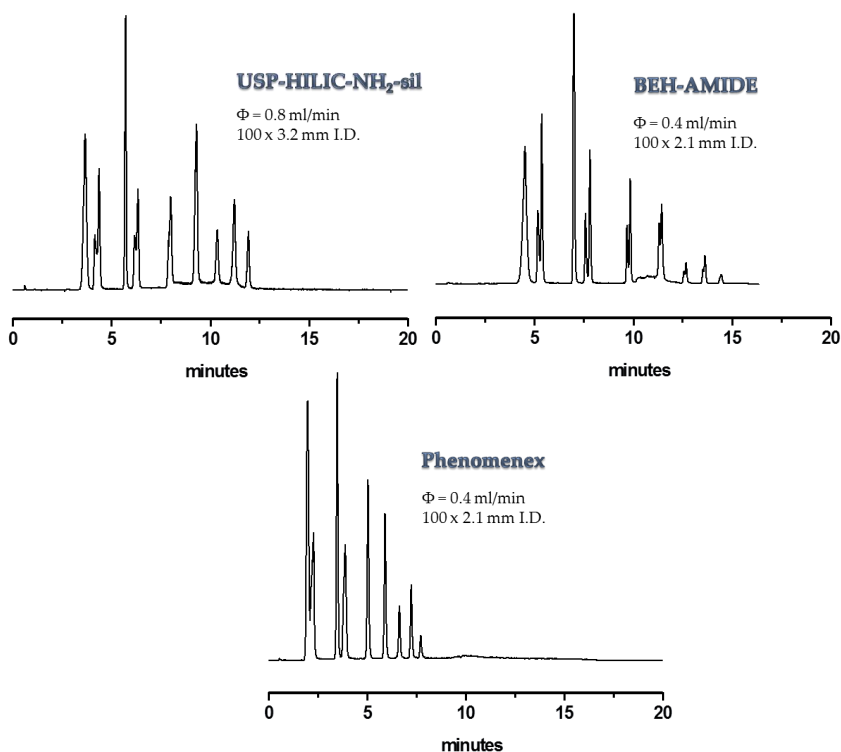 USP-HILIC-NH₂-sil
Φ = 0.8 ml/min
100 x 3.2 mm I.D.
0 5 10 15 20
minutes
BEH-AMIDE
Φ = 0.4 ml/min
100 x 2.1 mm I.D.
0 5 10 15 20
minutes
Phenomenex
Φ = 0.4 ml/min
100 x 2.1 mm I.D.
0 5 10 15 20
minutes